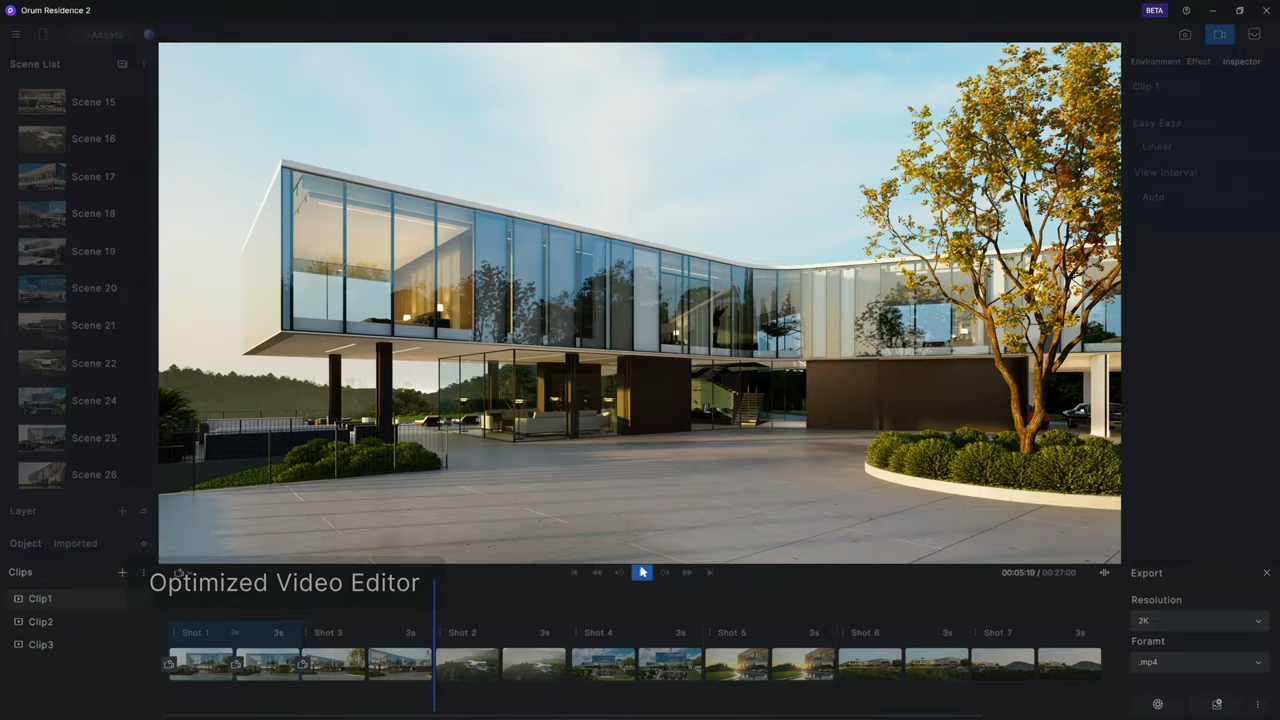 Orum Residence 2
BETA
Assets
Scene List
Environment Effect Inspector
Clip 1
Scene 15
Easy Ease
Scene 16
Linear
Scene 17
View Interval
Auto
Scene 18
Scene 19
Scene 20
Scene 21
Scene 22
Scene 24
Scene 25
Scene 26
Layer
Object Imported
Clips
Optimized Video Editor
00:05:19 / 00:27:00
Export
Clip1
Resolution
2K
Clip2
Clip3
Foramt
.mp4
Shot 1 2s 3s Shot 3 3s Shot 2 3s Shot 4 3s Shot 5 3s Shot 6 3s Shot 7 3s